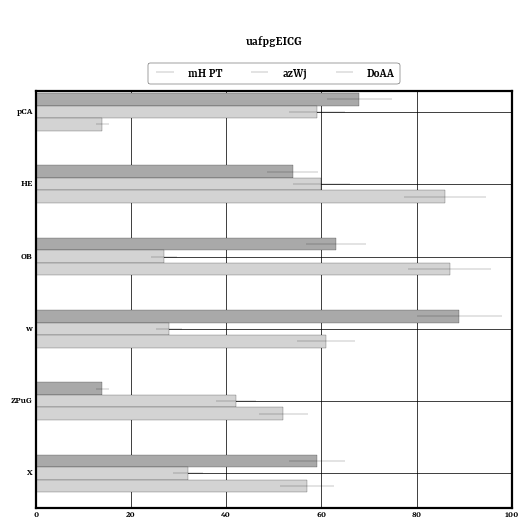 uafpgEICG
mH PT azWj DoAA
pCA
HE
OB
w
ZPuG
X
0 20 40 60 80 100